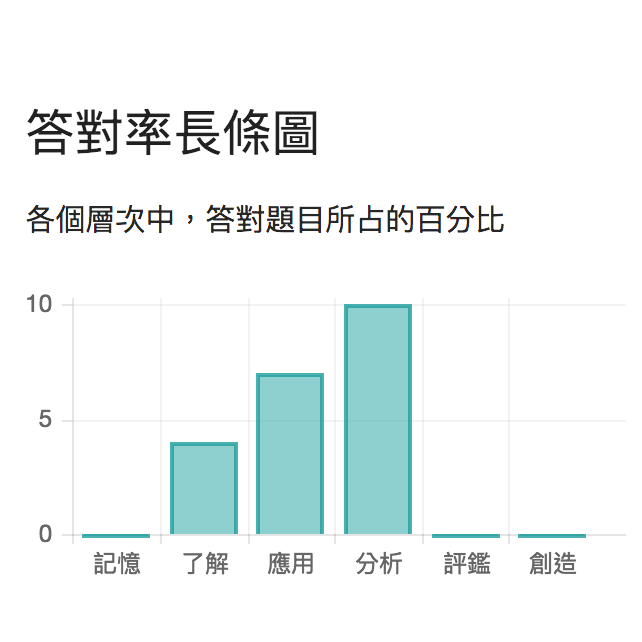 答對率長條圖
各個層次中，答對題目所占的百分比
10
5
0
記憶 了解 應用 分析 評鑑 創造